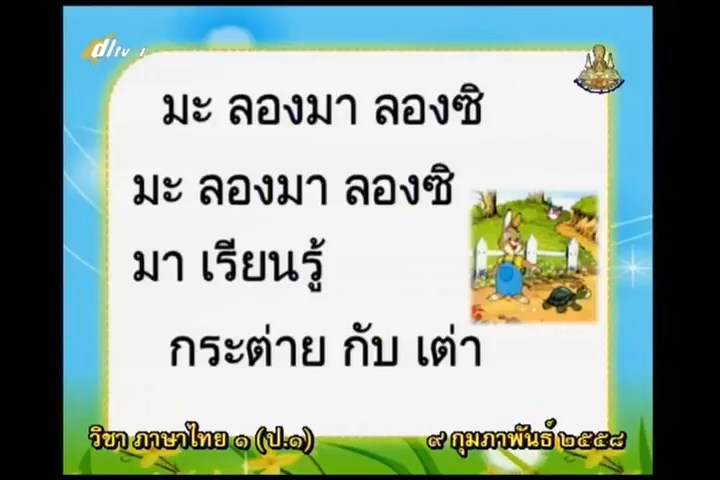 dltv 1
มะ ลองมา ลองซิ
มะ ลองมา ลองซิ
มา เรียนรู้
กระต่าย กับ เต่า
วิชา ภาษาไทย ๑ (ป.๑)
๙ กุมภาพันธ์ ๒๕๕๘